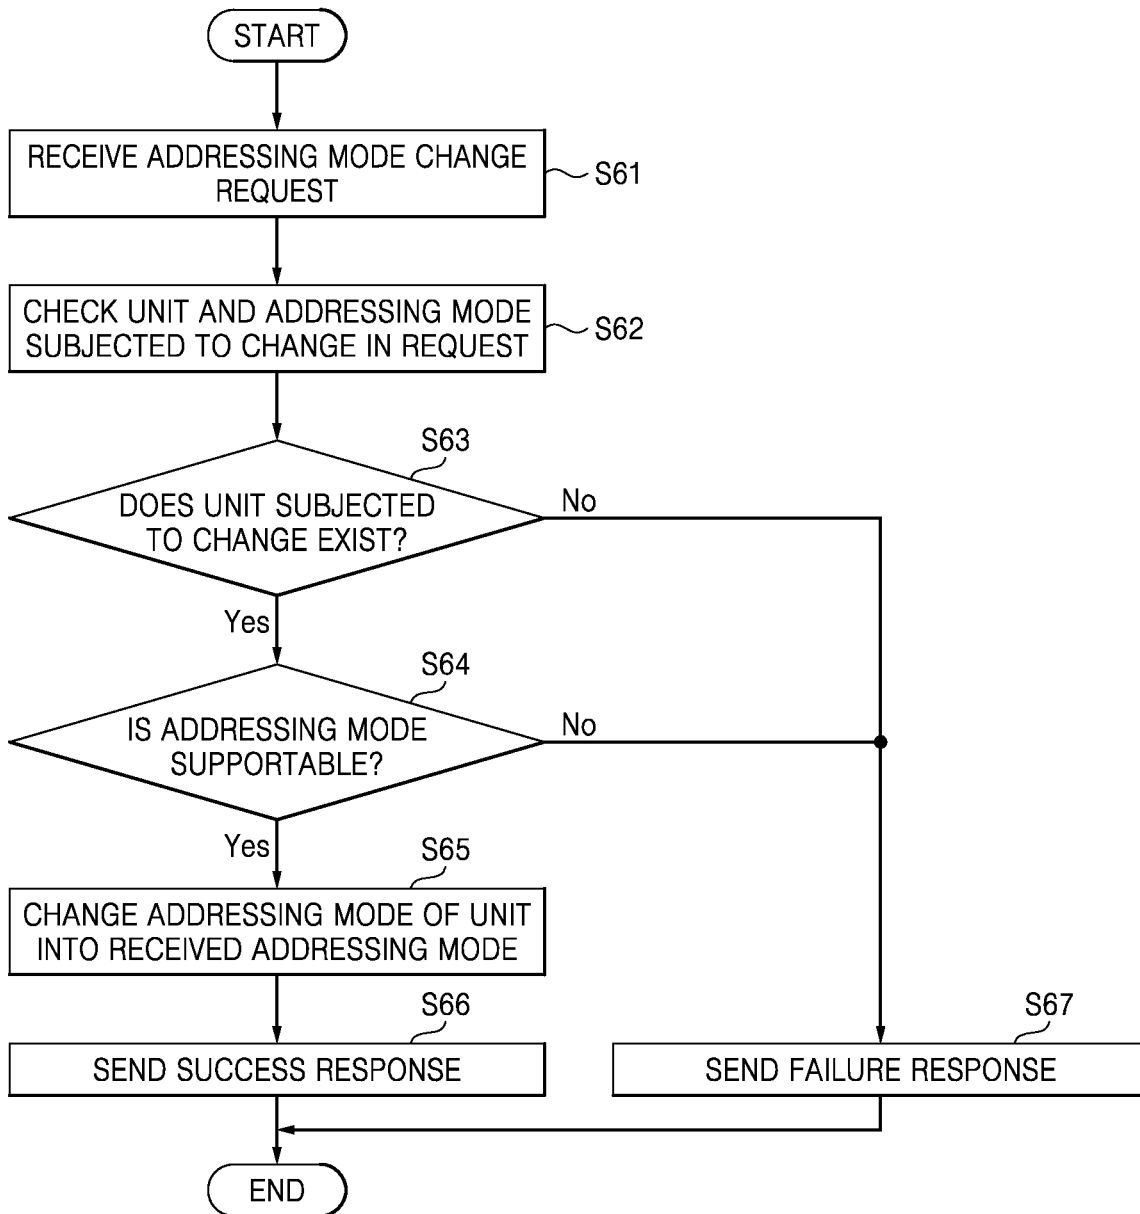 START
RECEIVE ADDRESSING MODE CHANGE
REQUEST
S61
CHECK UNIT AND ADDRESSING MODE
SUBJECTED TO CHANGE IN REQUEST
S62
S63
DOES UNIT SUBJECTED
TO CHANGE EXIST?
No
Yes
S64
IS ADDRESSING MODE
SUPPORTABLE?
No
Yes
S65
CHANGE ADDRESSING MODE OF UNIT
INTO RECEIVED ADDRESSING MODE
S66
SEND SUCCESS RESPONSE
S67
SEND FAILURE RESPONSE
END